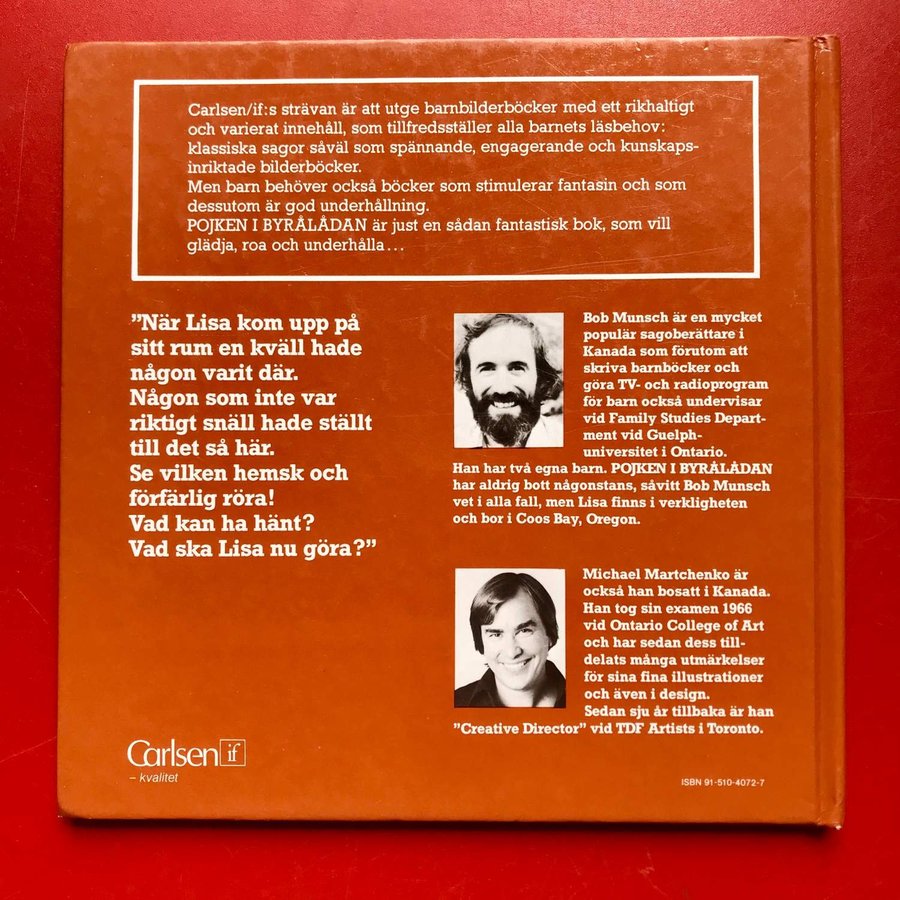 Carlsen/if:s strävan är att utge barnbilderböcker med ett rikhaltigt
och varierat innehåll, som tillfredsställer alla barnets läsbehov:
klassiska sagor såväl som spännande, engagerande och kunskaps-
inriktade bilderböcker.
Men barn behöver också böcker som stimulerar fantasin och som
dessutom är god underhållning.
POJKEN I BYRÅLÅDAN är just en sådan fantastisk bok, som vill
glädja, roa och underhålla...
”När Lisa kom upp på
sitt rum en kväll hade
någon varit där.
Någon som inte var
riktigt snäll hade ställt
till det så här.
Se vilken hemsk och
förfärlig röra!
Vad kan ha hänt?
Vad ska Lisa nu göra?”
Bob Munsch är en mycket
populär sagoberättare i
Kanada som förutom att
skriva barnböcker och
göra TV- och radioprogram
för barn också undervisar
vid Family Studies Depart-
ment vid Guelph-
universitet i Ontario.
Han har två egna barn. POJKEN I BYRÅLÅDAN
har aldrig bott någonstans, såvitt Bob Munsch
vet i alla fall, men Lisa finns i verkligheten
och bor i Coos Bay, Oregon.
Michael Martchenko är
också han bosatt i Kanada.
Han tog sin examen 1966
vid Ontario College of Art
och har sedan dess till-
delats många utmärkelser
för sina fina illustrationer
och även i design.
Sedan sju år tillbaka är han
”Creative Director” vid TDF Artists i Toronto.
Carlsen if
– kvalitet
ISBN 91-510-4072-7